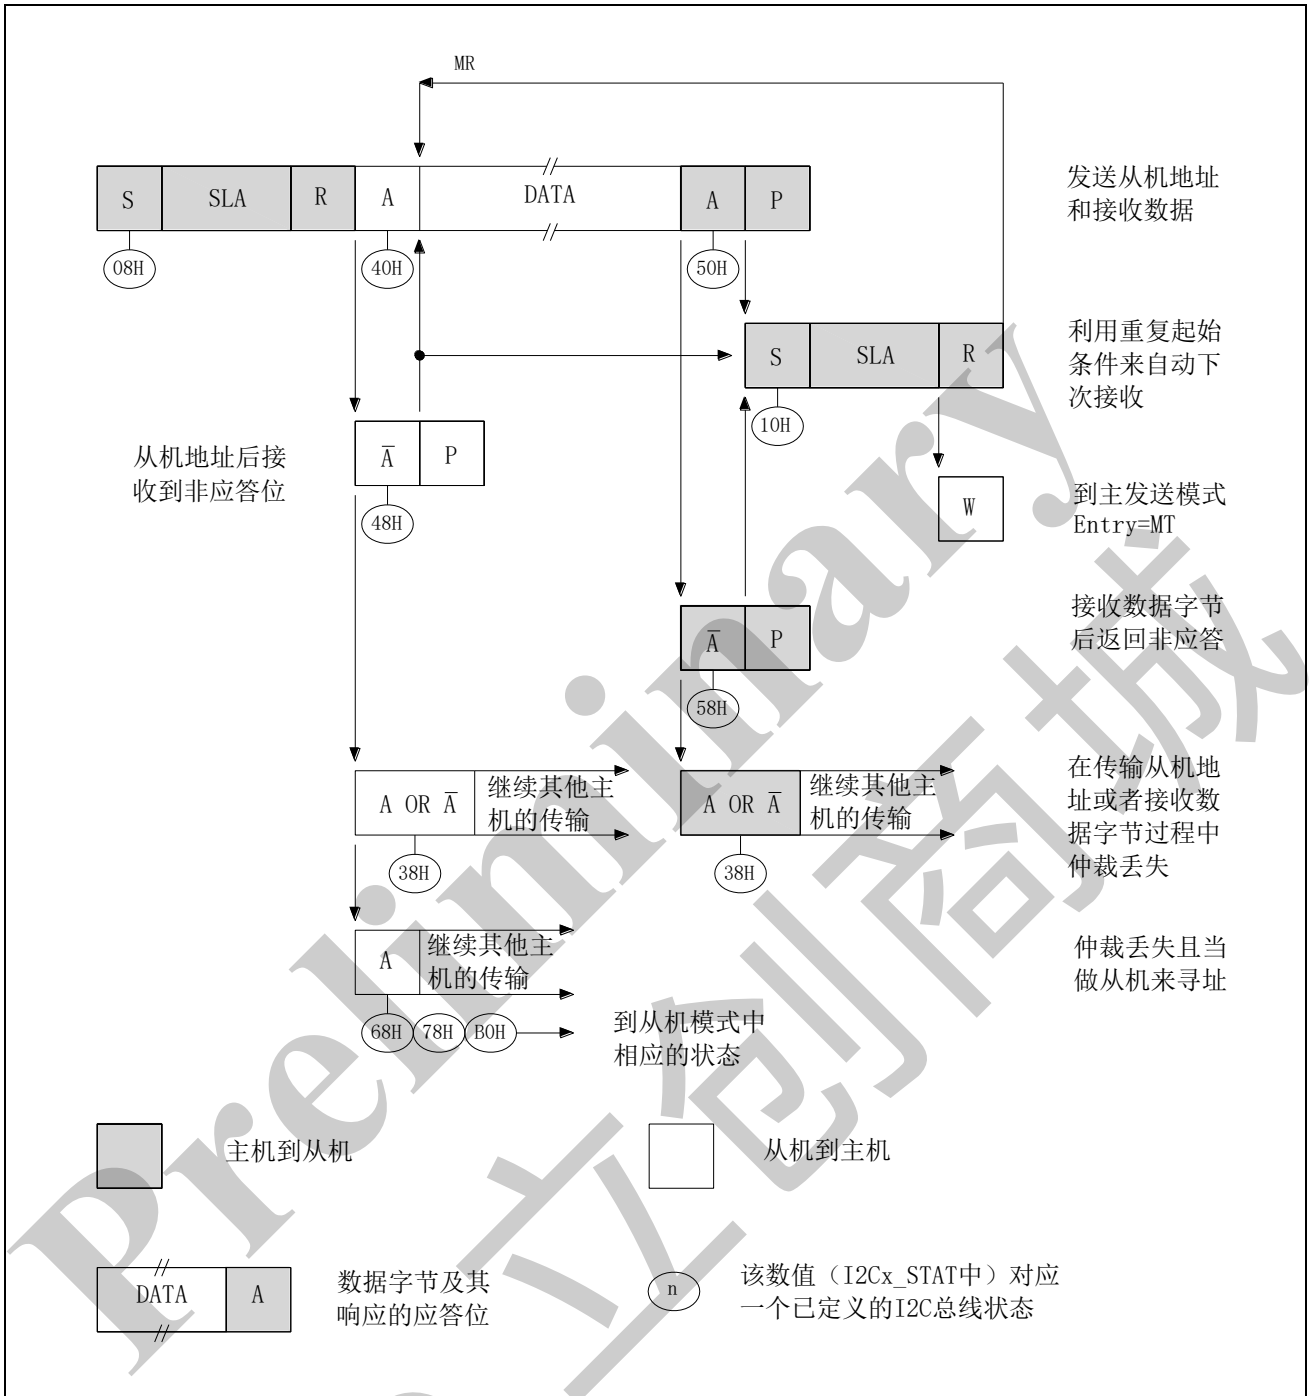 MR
S
SLA
R
A
DATA
A
P
发送从机地址
和接收数据
08H
40H
50H
S
SLA
R
利用重复起始
条件来自动下
次接收
10H
从机地址后接
收到非应答位
A̅
P
48H
W
到主发送模式
Entry=MT
A̅
P
接收数据字节
后返回非应答
58H
A OR A̅
继续其他主
机的传输
A OR A̅
继续其他主
机的传输
在传输从机地
址或者接收数
据字节过程中
仲裁丢失
38H
38H
A
继续其他主
机的传输
仲裁丢失且当
做从机来寻址
68H
78H
B0H
到从机模式中
相应的状态
主机到从机
从机到主机
DATA
A
数据字节及其
响应的应答位
n
该数值（I2Cx_STAT中）对应
一个已定义的I2C总线状态
Preliminary
立创商城